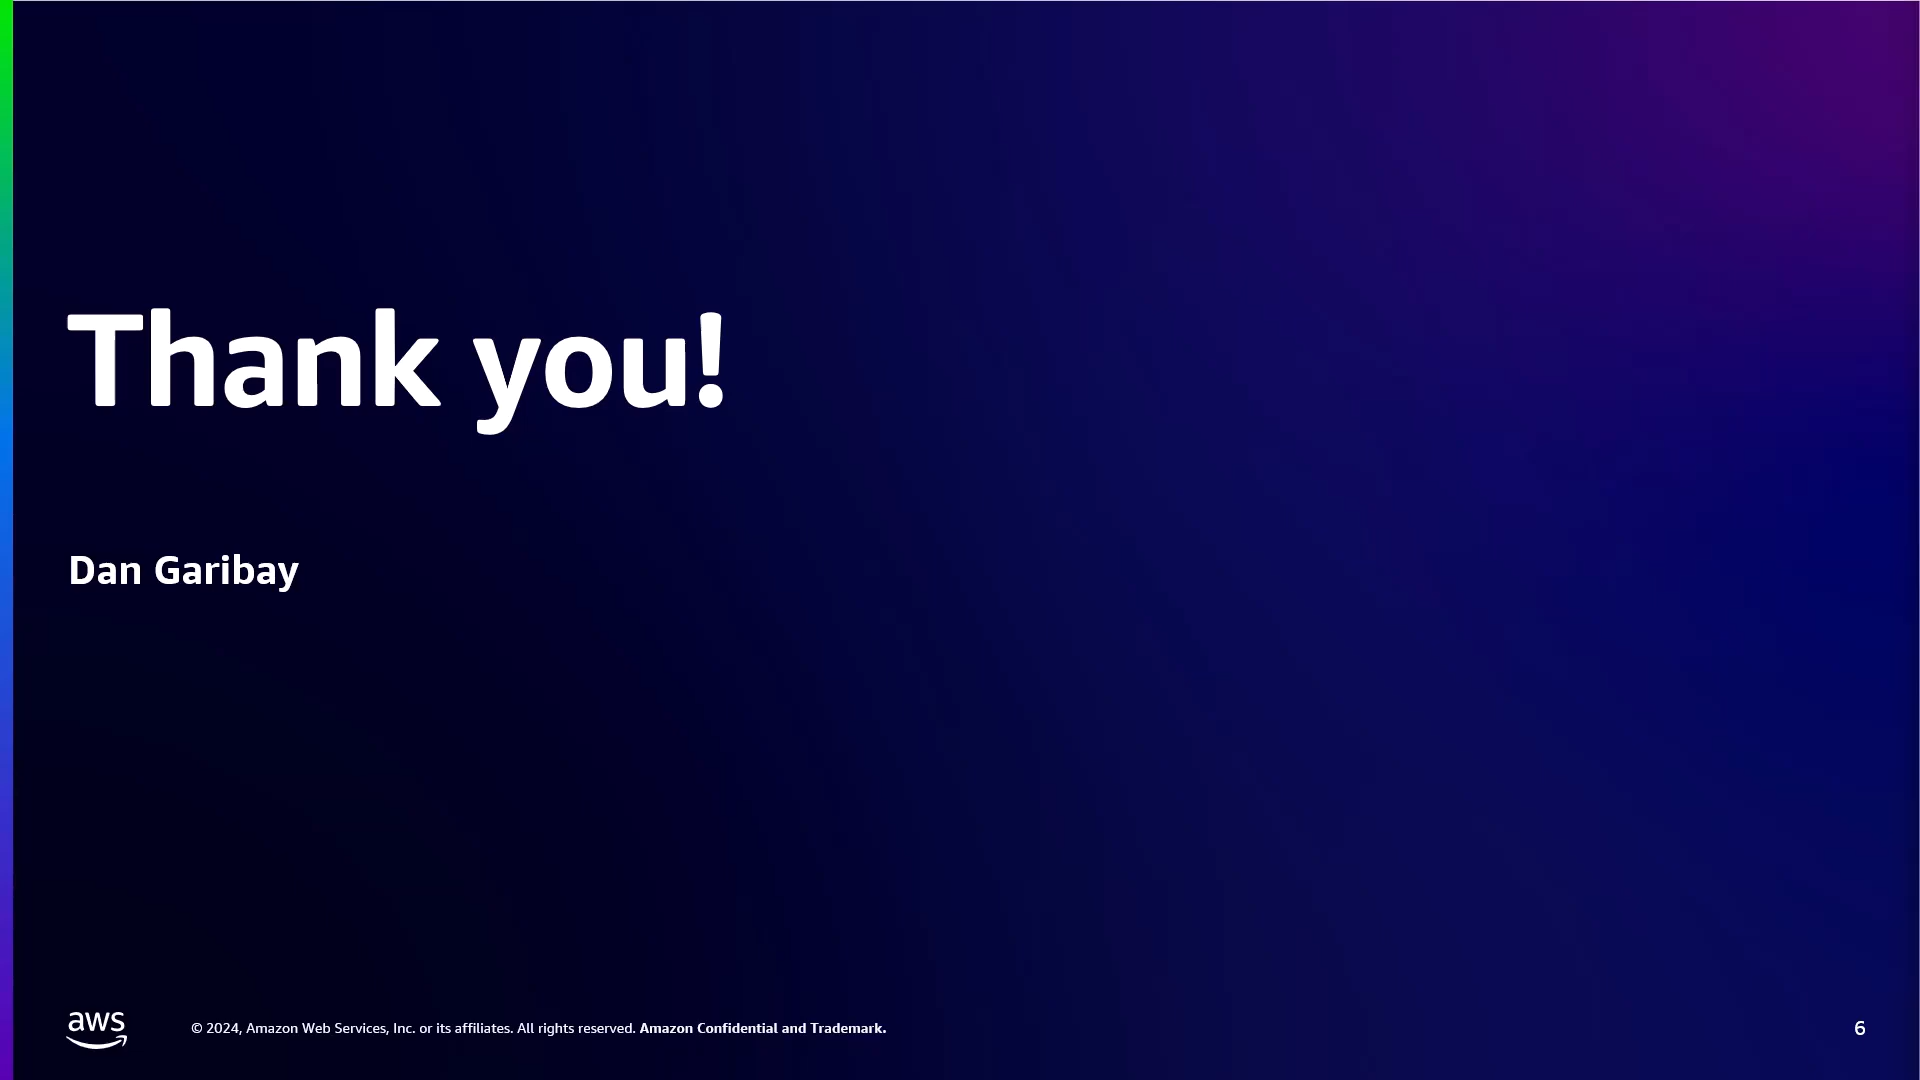 Thank you!
Dan Garibay
aws
© 2024, Amazon Web Services, Inc. or its affiliates. All rights reserved. Amazon Confidential and Trademark.
6